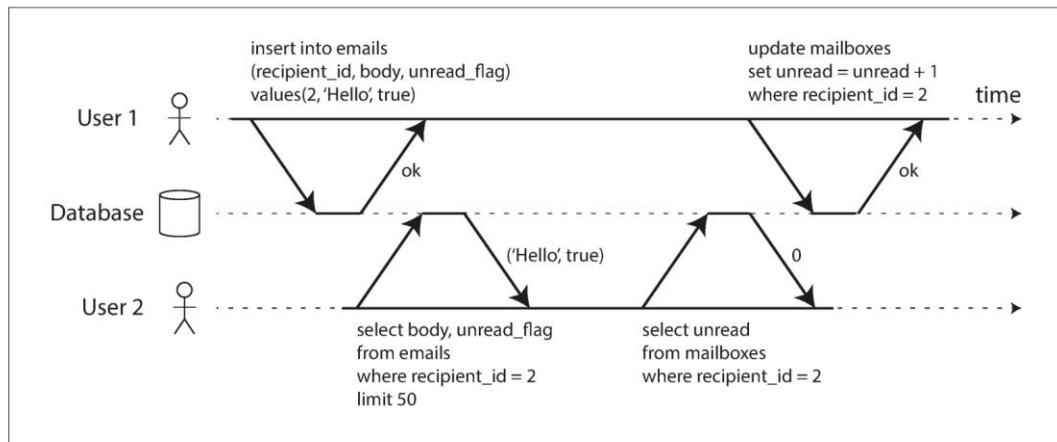 insert into emails
(recipient_id, body, unread_flag)
values(2, ‘Hello’, true)
update mailboxes
set unread = unread + 1
where recipient_id = 2
time
User 1
ok
ok
Database
(‘Hello’, true)
0
User 2
select body, unread_flag
from emails
where recipient_id = 2
limit 50
select unread
from mailboxes
where recipient_id = 2